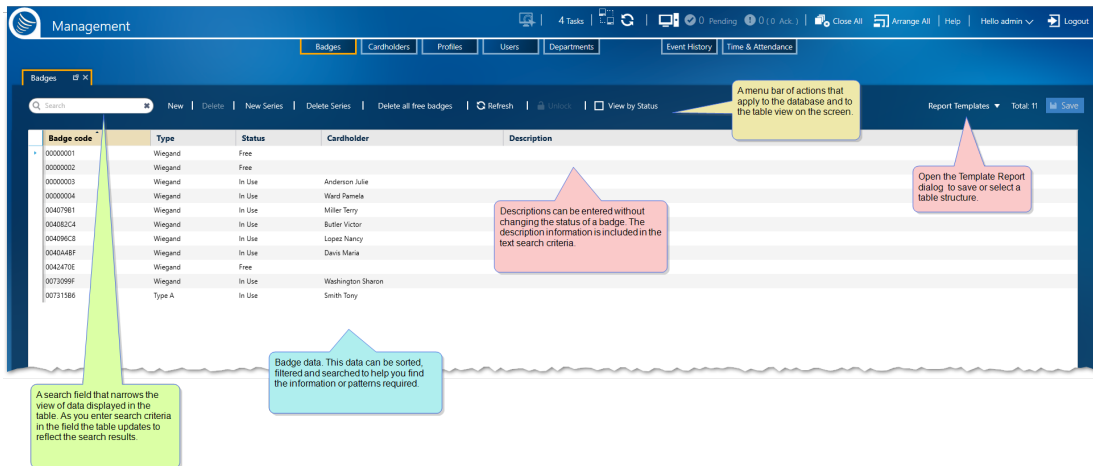 Management
4 Tasks
0 Pending
0 ( 0 Ack. )
Close All
Arrange All
Help
Hello admin
Logout
Badges
Cardholders
Profiles
Users
Departments
Event History
Time & Attendance
Badges
Search
New
Delete
New Series
Delete Series
Delete all free badges
Refresh
Unlock
View by Status
Report Templates
Total: 11
Save
A menu bar of actions that
apply to the database and to
the table view on the screen.
Badge code Type Status Cardholder Description
00000001 Wiegand Free
00000002 Wiegand Free
00000003 Wiegand In Use Anderson Julie
00000004 Wiegand In Use Ward Pamela
004079B1 Wiegand In Use Miller Terry
004082C4 Wiegand In Use Butler Victor
004096C8 Wiegand In Use Lopez Nancy
0040A4BF Wiegand In Use Davis Maria
0042470E Wiegand Free
0073099F Wiegand In Use Washington Sharon
007315B6 Type A In Use Smith Tony
Open the Template Report
dialog to save or select a
table structure.
Descriptions can be entered without
changing the status of a badge. The
description information is included in the
text search criteria.
Badge data. This data can be sorted,
filtered and searched to help you find
the information or patterns required.
A search field that narrows the
view of data displayed in the
table. As you enter search criteria
in the field the table updates to
reflect the search results.